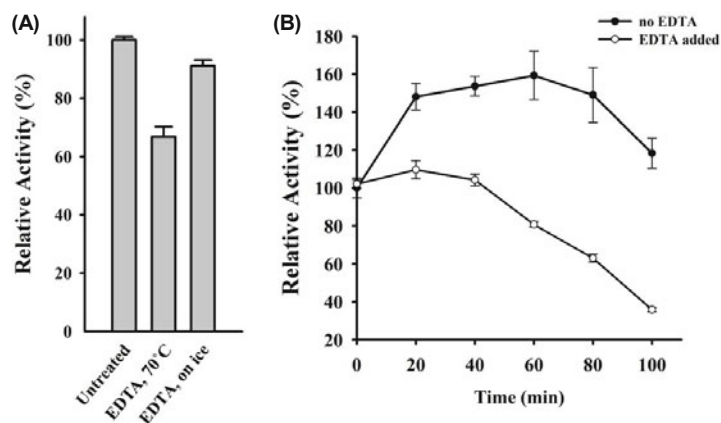 (A)
Relative Activity (%)
100
80
60
40
20
0
Untreated
EDTA, 70°C
EDTA, on ice
(B)
no EDTA
EDTA added
Relative Activity (%)
180
160
140
120
100
80
60
40
20
0
20
40
60
80
100
Time (min)